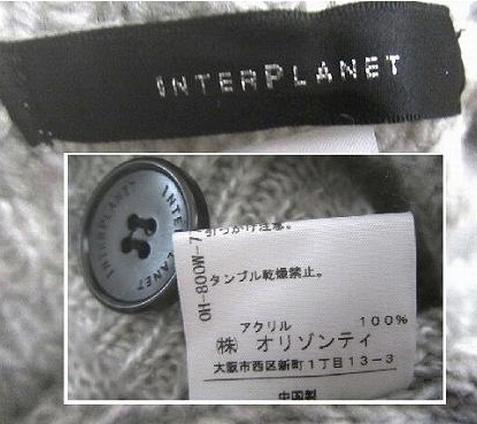 INTERPLANET
INTERPLANET
INTERPLANET
引っかけ注意。
タンブル乾燥禁止。
OH-800W-7
アクリル 100%
㈱ オリゾンティ
大阪市西区新町1丁目13-3
中国製